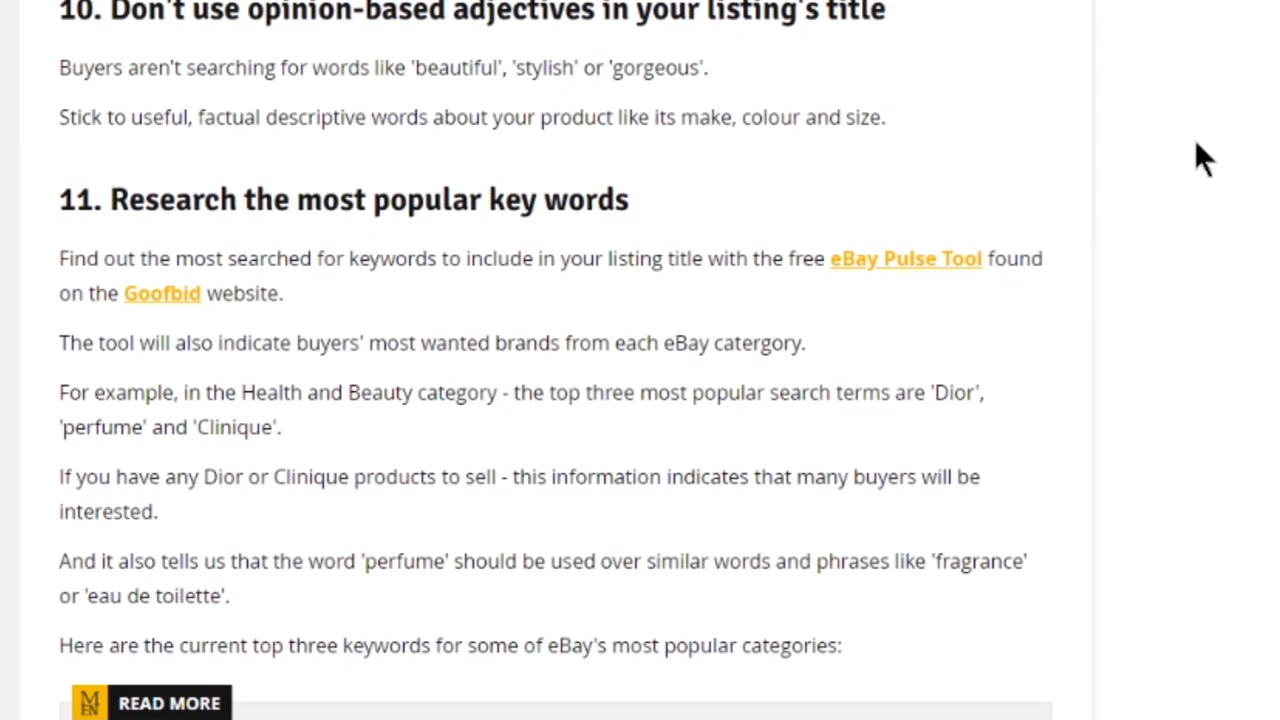 10. Don't use opinion-based adjectives in your listing's title
Buyers aren't searching for words like 'beautiful', 'stylish' or 'gorgeous'.
Stick to useful, factual descriptive words about your product like its make, colour and size.
11. Research the most popular key words
Find out the most searched for keywords to include in your listing title with the free eBay Pulse Tool found
on the Goofbid website.
The tool will also indicate buyers' most wanted brands from each eBay catergory.
For example, in the Health and Beauty category - the top three most popular search terms are 'Dior',
'perfume' and 'Clinique'.
If you have any Dior or Clinique products to sell - this information indicates that many buyers will be
interested.
And it also tells us that the word 'perfume' should be used over similar words and phrases like 'fragrance'
or 'eau de toilette'.
Here are the current top three keywords for some of eBay's most popular categories:
MEN READ MORE